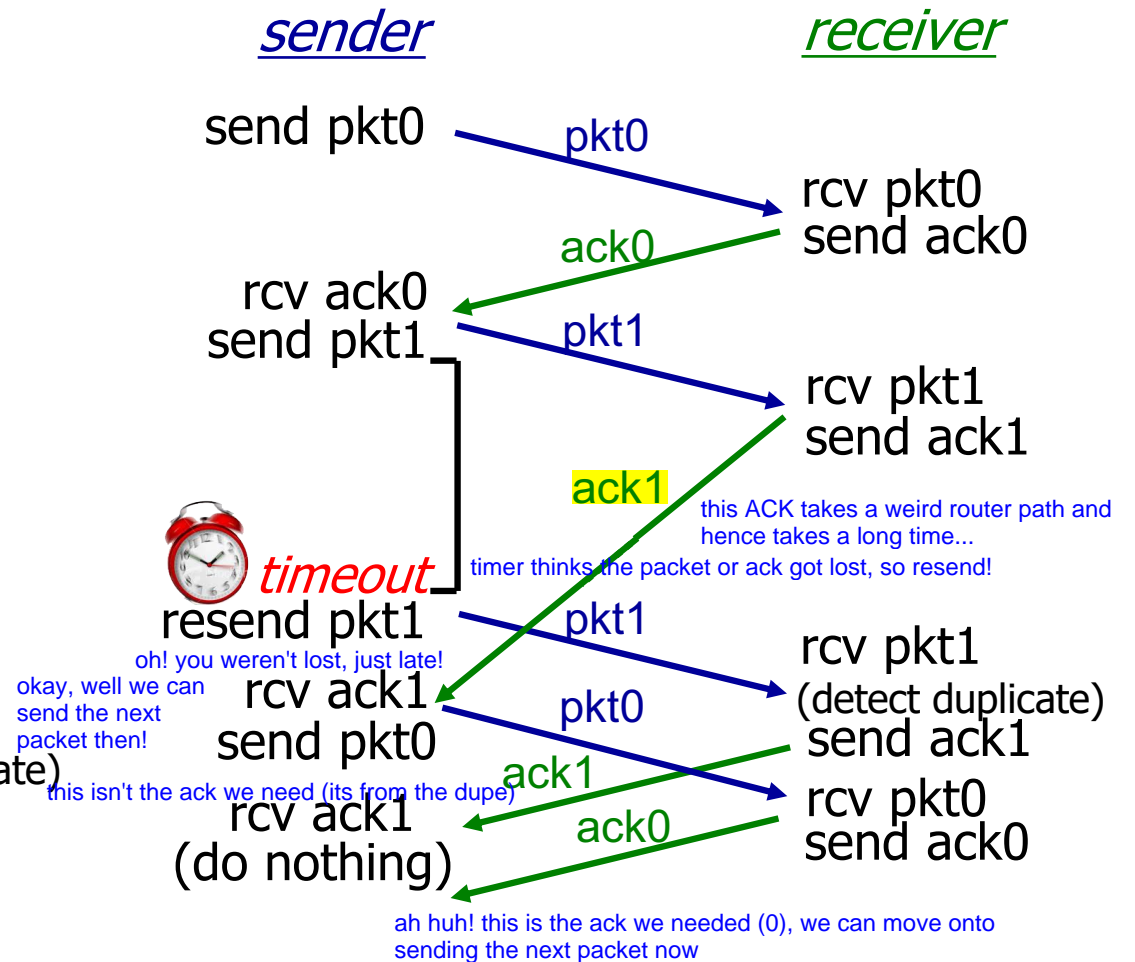 sender receiver
send pkt0
pkt0
rcv pkt0
send ack0
ack0
rcv ack0
send pkt1
pkt1
rcv pkt1
send ack1
ack1
this ACK takes a weird router path and
hence takes a long time...
timeout
timer thinks the packet or ack got lost, so resend!
resend pkt1
pkt1
oh! you weren't lost, just late!
rcv pkt1
(detect duplicate)
send ack1
okay, well we can
send the next
packet then!
rcv ack1
send pkt0
pkt0
ate)
this isn't the ack we need (its from the dupe)
ack1
rcv ack1
(do nothing)
rcv pkt0
send ack0
ack0
ah huh! this is the ack we needed (0), we can move onto
sending the next packet now